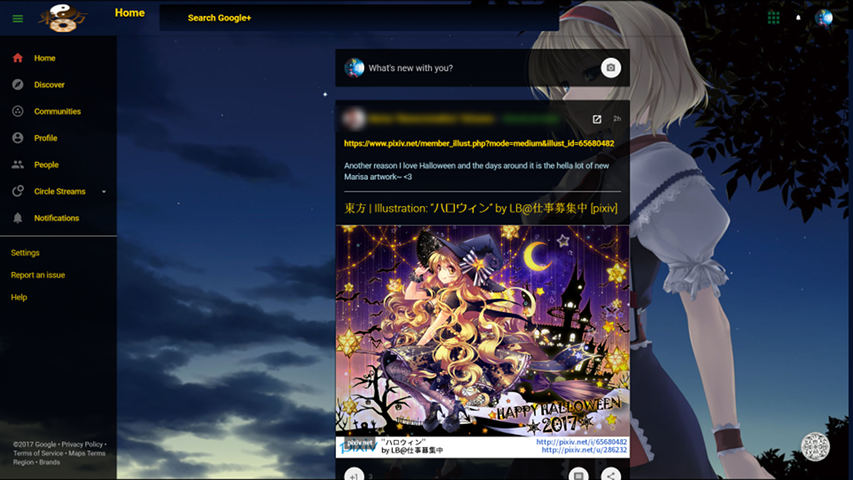 東方
Home
Search Google+
Home
Discover
Communities
Profile
People
Circle Streams
Notifications
Settings
Report an issue
Help
©2017 Google • Privacy Policy •
Terms of Service • Maps Terms
Region • Brands
What's new with you?
2h
https://www.pixiv.net/member_illust.php?mode=medium&illust_id=65680482
Another reason I love Halloween and the days around it is the hella lot of new
Marisa artwork~ <3
東方 | Illustration: "ハロウィン" by LB@仕事募集中 [pixiv]
HAPPY HALLOWEEN
2017
pixiv.net
pixiv
"ハロウィン"
by LB@仕事募集中
http://pixiv.net/i/65680482
http://pixiv.net/u/286232
+1